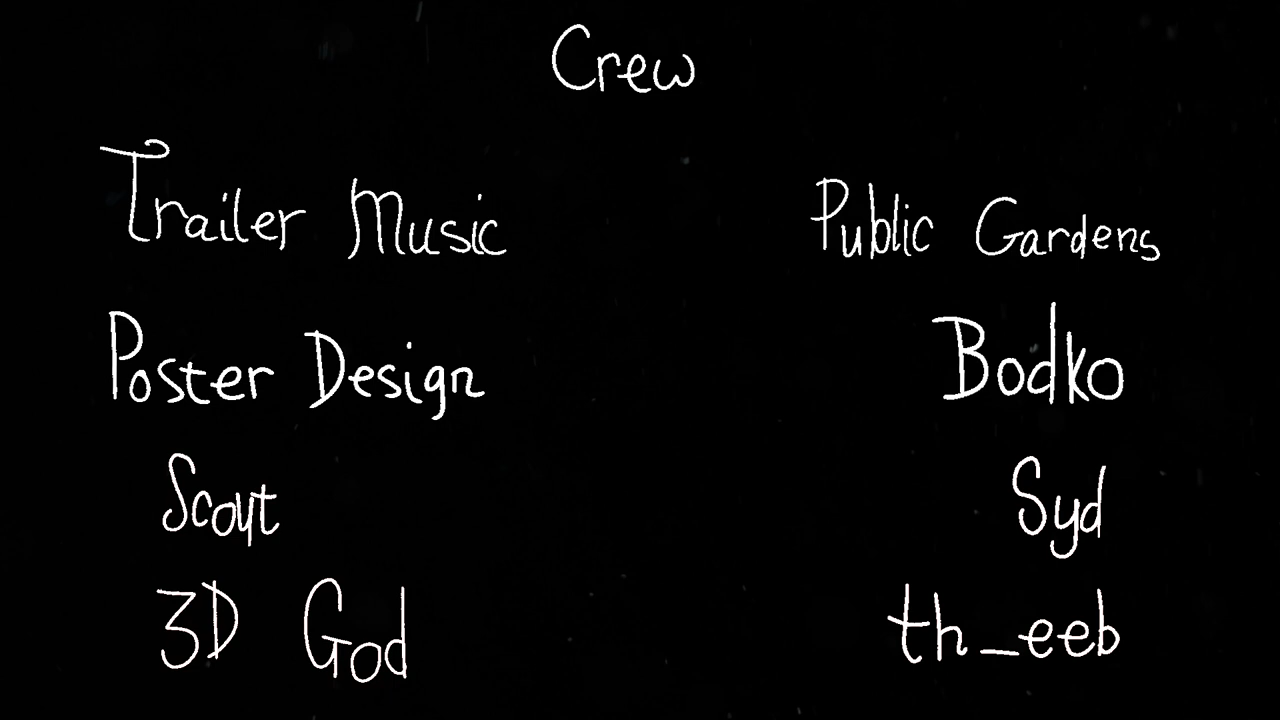 Crew
Trailer Music Public Gardens
Poster Design Bodko
Scout Syd
3D God th_eeb